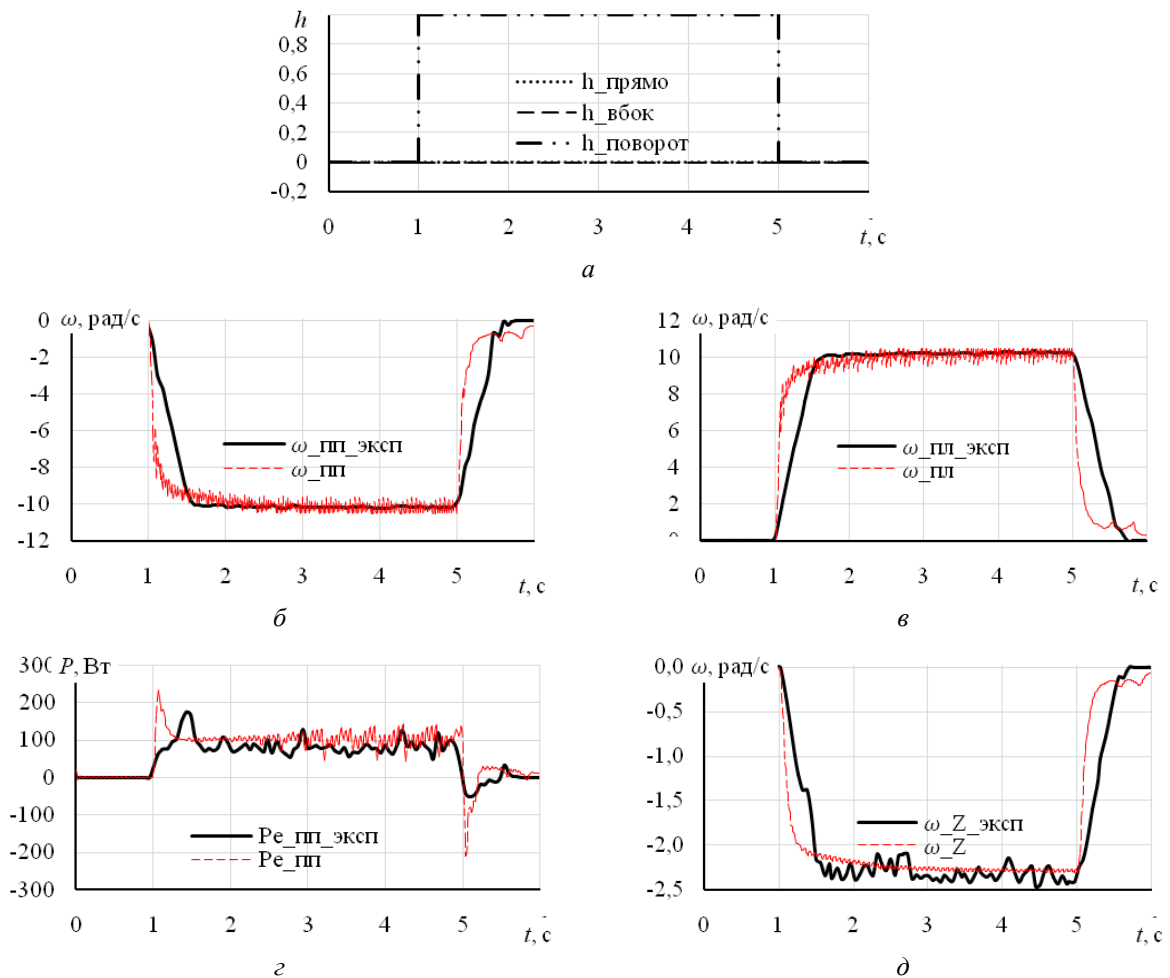 h
0,8
0,6
0,4
0,2
0
-0,2
h_прямо
h_вбок
h_поворот
0 1 2 3 4 5
t, с
а
ω, рад/с
0
-2
-4
-6
-8
-10
-12
ω_пп_эксп
ω_пп
0 1 2 3 4 5
t, с
б
ω, рад/с
12
10
8
6
4
2
ω_пл_эксп
ω_пл
0 1 2 3 4 5
t, с
в
P, Вт
300
200
100
0
-100
-200
-300
Pe_пп_эксп
Pe_пп
0 1 2 3 4 5
t, с
г
ω, рад/с
0,0
-0,5
-1,0
-1,5
-2,0
-2,5
ω_Z_эксп
ω_Z
0 1 2 3 4 5
t, с
д